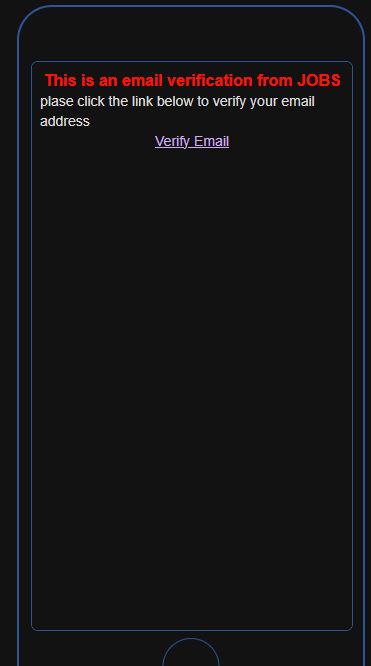 This is an email verification from JOBS
plase click the link below to verify your email
address
Verify Email